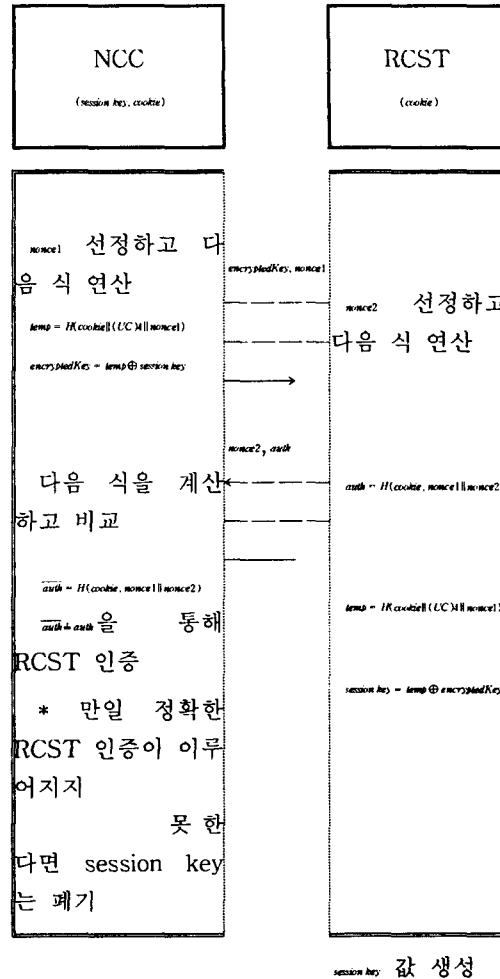 NCC
(session key, cookie)
RCST
(cookie)
nonce1 선정하고 다
음 식 연산
temp = H(cookie‖(UC)4‖nonce1)
encryptedKey = temp⊕session key
다음 식을 계산
하고 비교
auth = H(cookie, nonce1‖nonce2)
auth ≟ auth 을 통해
RCST 인증
* 만일 정확한
RCST 인증이 이루
어지지
못 한
다면 session key
는 폐기
encryptedKey, nonce1
nonce2, auth
nonce2 선정하고
다음 식 연산
auth = H(cookie, nonce1‖nonce2
temp = H(cookie‖(UC)4‖nonce1)
session key = temp⊕encryptedKey
session key 값 생성